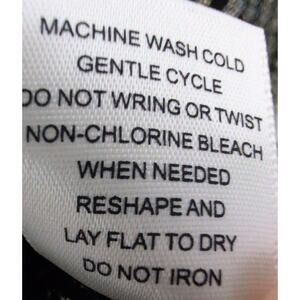 MACHINE WASH COLD
GENTLE CYCLE
DO NOT WRING OR TWIST
NON-CHLORINE BLEACH
WHEN NEEDED
RESHAPE AND
LAY FLAT TO DRY
DO NOT IRON